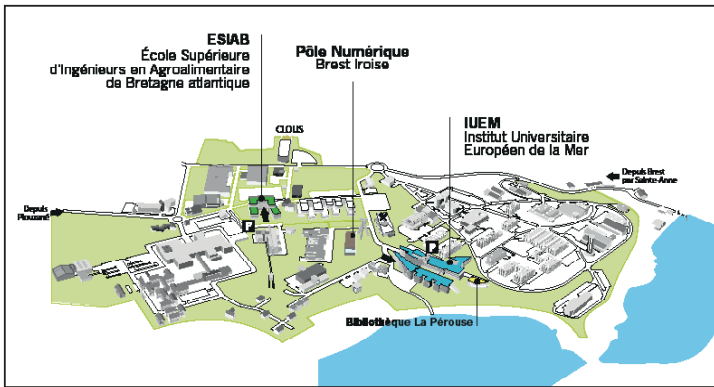 ESIAB
École Supérieure
d'Ingénieurs en Agroalimentaire
de Bretagne atlantique
Pôle Numérique
Brest Iroise
IUEM
Institut Universitaire
Européen de la Mer
CLOUS
Depuis Brest
par Sainte-Anne
Depuis
Plouzané
P
P
Bibliothèque La Pérouse